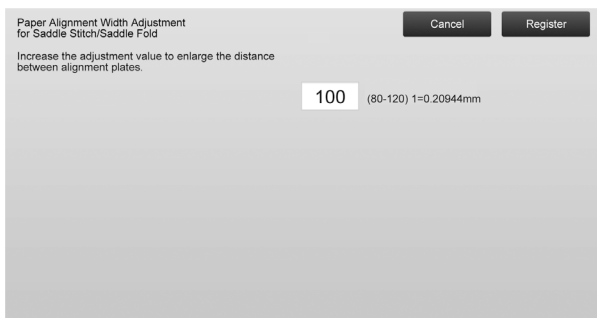 Paper Alignment Width Adjustment
for Saddle Stitch/Saddle Fold
Cancel
Register
Increase the adjustment value to enlarge the distance
between alignment plates.
100
(80-120) 1=0.20944mm